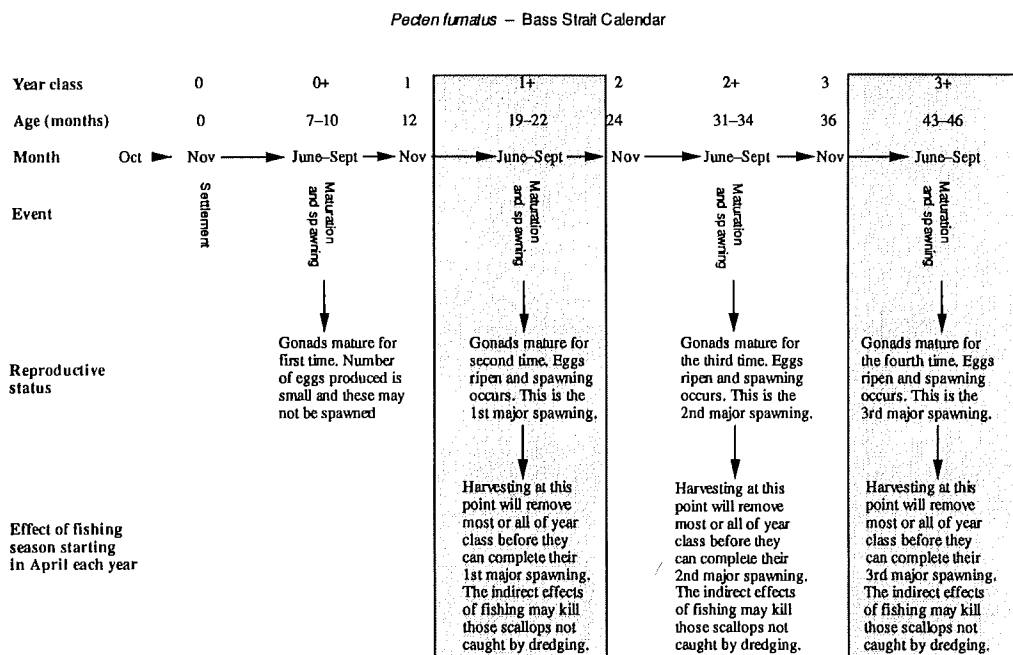 Pecten fumatus – Bass Strait Calendar
Year class 0 0+ 1 1+ 2 2+ 3 3+
Age (months) 0 7–10 12 19–22 24 31–34 36 43–46
Month Oct Nov June–Sept Nov June–Sept Nov June–Sept Nov June–Sept
Event
Settlement
Maturation
and spawning
Maturation
and spawning
Maturation
and spawning
Maturation
and spawning
Reproductive
status
Gonads mature for
first time. Number
of eggs produced is
small and these may
not be spawned
Gonads mature for
second time. Eggs
ripen and spawning
occurs. This is the
1st major spawning.
Gonads mature for
the third time. Eggs
ripen and spawning
occurs. This is the
2nd major spawning.
Gonads mature for
the fourth time. Eggs
ripen and spawning
occurs. This is the
3rd major spawning.
Effect of fishing
season starting
in April each year
Harvesting at this
point will remove
most or all of year
class before they
can complete their
1st major spawning.
The indirect effects
of fishing may kill
those scallops not
caught by dredging.
Harvesting at this
point will remove
most or all of year
class before they
can complete their
2nd major spawning.
The indirect effects
of fishing may kill
those scallops not
caught by dredging.
Harvesting at this
point will remove
most or all of year
class before they
can complete their
3rd major spawning.
The indirect effects
of fishing may kill
those scallops not
caught by dredging.